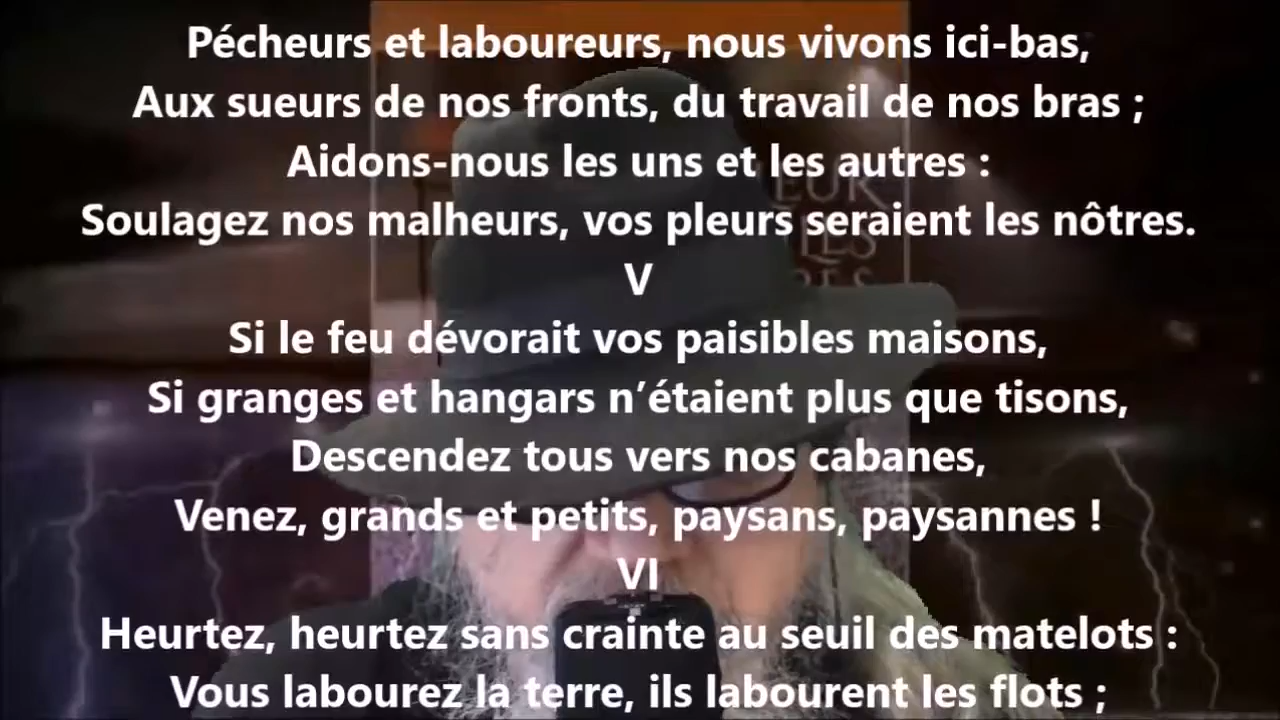 Pécheurs et laboureurs, nous vivons ici-bas,
Aux sueurs de nos fronts, du travail de nos bras ;
Aidons-nous les uns et les autres :
Soulagez nos malheurs, vos pleurs seraient les nôtres.
V
Si le feu dévorait vos paisibles maisons,
Si granges et hangars n’étaient plus que tisons,
Descendez tous vers nos cabanes,
Venez, grands et petits, paysans, paysannes !
VI
Heurtez, heurtez sans crainte au seuil des matelots :
Vous labourez la terre, ils labourent les flots ;